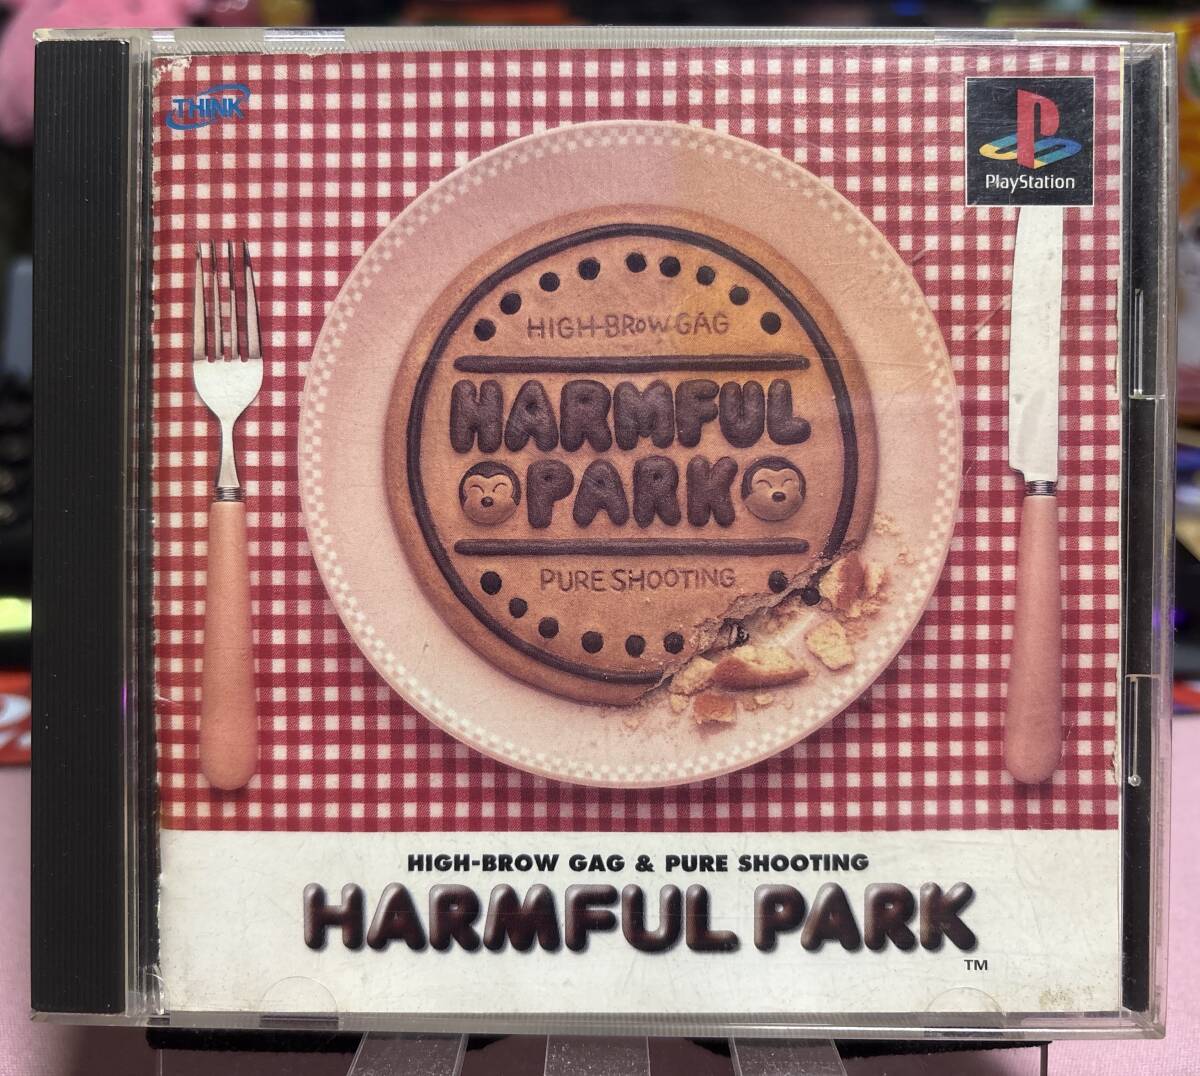 THINK
PlayStation
HIGH-BROW GAG
HARMFUL
PARK
PURE SHOOTING
HIGH-BROW GAG & PURE SHOOTING
HARMFUL PARK
TM